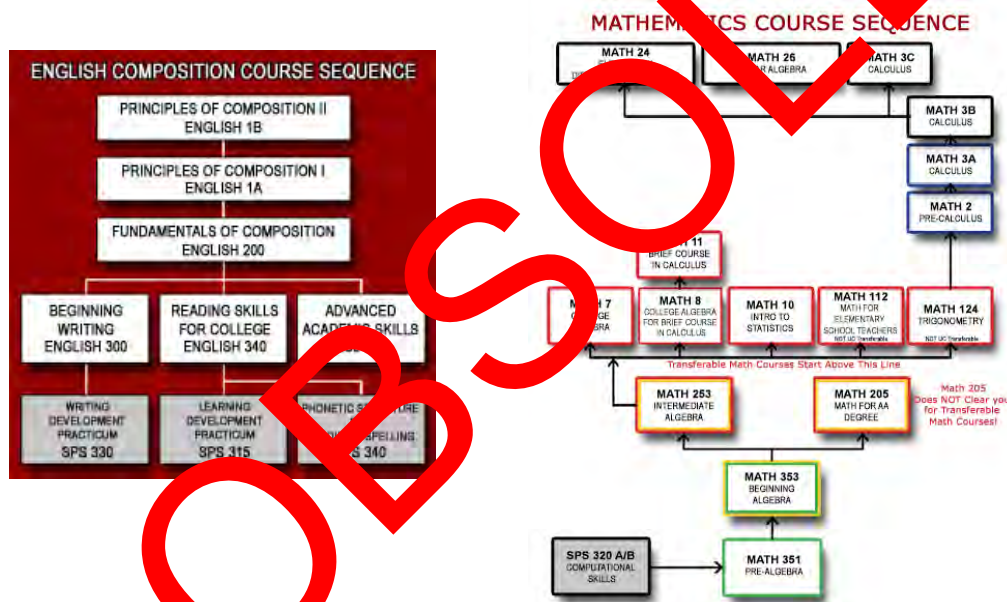 ENGLISH COMPOSITION COURSE SEQUENCE
PRINCIPLES OF COMPOSITION II
ENGLISH 1B
PRINCIPLES OF COMPOSITION I
ENGLISH 1A
FUNDAMENTALS OF COMPOSITION
ENGLISH 200
BEGINNING
WRITING
ENGLISH 300
READING SKILLS
FOR COLLEGE
ENGLISH 340
ADVANCED
SKILLS
WRITING
DEVELOPMENT
PRACTICUM
SPS 330
LEARNING
DEVELOPMENT
PRACTICUM
SPS 315
PHONETIC
SPELLING
340
MATHEMATICS COURSE SEQUENCE
MATH 24
MATH 26
ALGEBRA
MATH 3C
CALCULUS
MATH 3B
CALCULUS
MATH 3A
CALCULUS
MATH 2
PRE-CALCULUS
11
BRIEF COURSE
IN CALCULUS
7
MATH 8
COLLEGE ALGEBRA
FOR BRIEF COURSE
IN CALCULUS
MATH 10
INTRO TO
STATISTICS
MATH 112
MATH FOR
ELEMENTARY
SCHOOL TEACHERS
NOT UC Transferable
MATH 124
TRIGONOMETRY
NOT UC Transferable
Transferable Math Courses Start Above This Line
MATH 253
INTERMEDIATE
ALGEBRA
MATH 205
MATH FOR AA
DEGREE
Math 205
Does NOT Clear you
for Transferable
Math Courses!
MATH 353
BEGINNING
ALGEBRA
SPS 320 A/B
COMPUTATIONAL
SKILLS
MATH 351
PRE-ALGEBRA
OBSOL